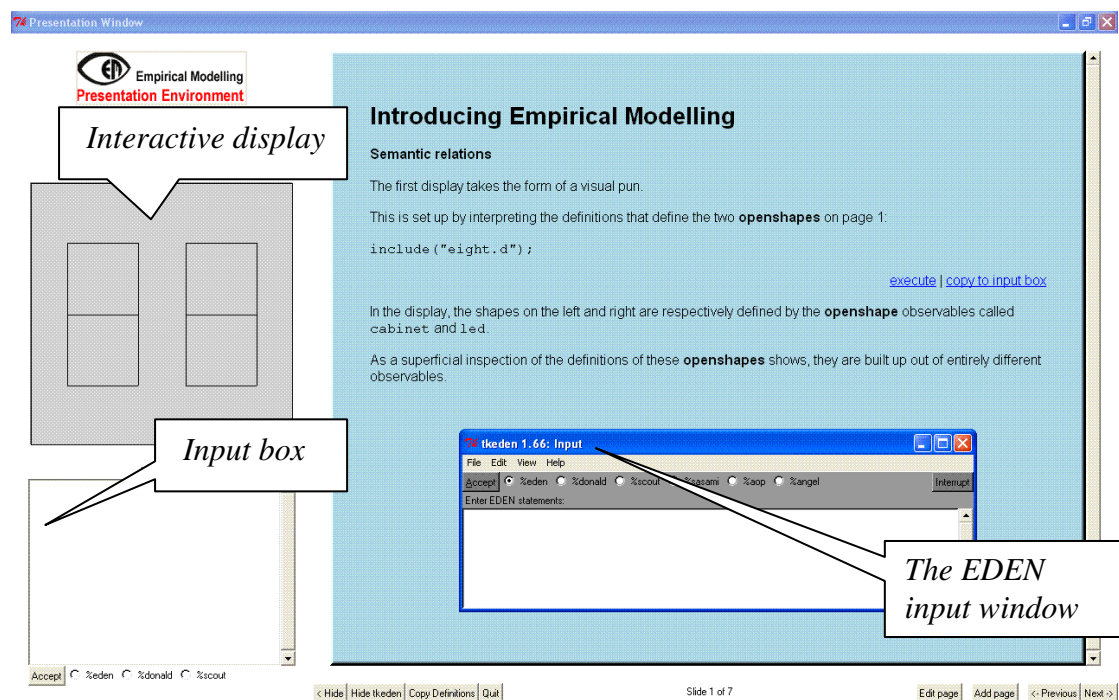 Presentation Window
Empirical Modelling
Presentation Environment
Interactive display
Introducing Empirical Modelling
Semantic relations
The first display takes the form of a visual pun.
This is set up by interpreting the definitions that define the two openshapes on page 1:
include("eight.d");
execute | copy to input box
In the display, the shapes on the left and right are respectively defined by the openshape observables called
cabinet and led.
As a superficial inspection of the definitions of these openshapes shows, they are built up out of entirely different
observables.
Input box
tkeden 1.66: Input
File Edit View Help
Accept %eden %donald %scout %sasami %aop %angel Interrupt
Enter EDEN statements:
The EDEN
input window
Accept %eden %donald %scout
< Hide Hide tkeden Copy Definitions Quit Slide 1 of 7 Edit page Add page <- Previous Next ->